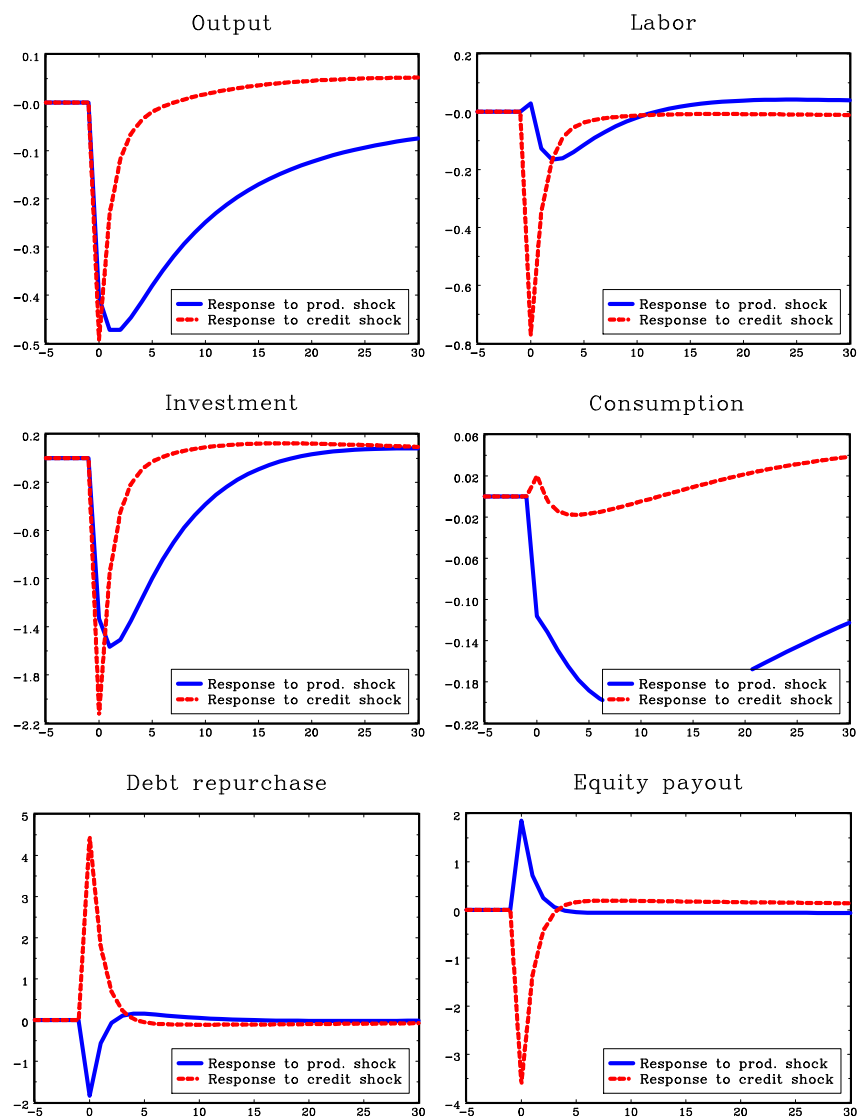 Output
0.1
-0.0
-0.1
-0.2
-0.3
-0.4
-0.5
-5 0 5 10 15 20 25 30
Response to prod. shock
Response to credit shock
Labor
0.2
-0.0
-0.2
-0.4
-0.6
-0.8
-5 0 5 10 15 20 25 30
Response to prod. shock
Response to credit shock
Investment
0.2
-0.2
-0.6
-1.0
-1.4
-1.8
-2.2
-5 0 5 10 15 20 25 30
Response to prod. shock
Response to credit shock
Consumption
0.06
0.02
-0.02
-0.06
-0.10
-0.14
-0.18
-0.22
-5 0 5 10 15 20 25 30
Response to prod. shock
Response to credit shock
Debt repurchase
5
4
3
2
1
0
-1
-2
-5 0 5 10 15 20 25 30
Response to prod. shock
Response to credit shock
Equity payout
2
1
0
-1
-2
-3
-4
-5 0 5 10 15 20 25 30
Response to prod. shock
Response to credit shock